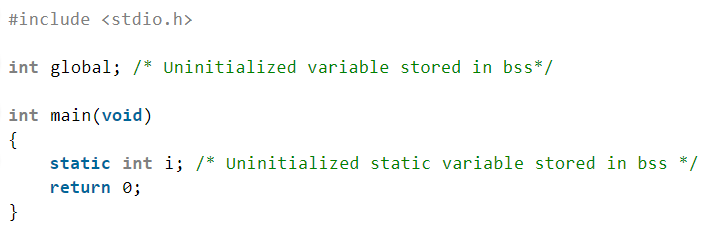 #include <stdio.h>
int global; /* Uninitialized variable stored in bss*/
int main(void)
{
    static int i; /* Uninitialized static variable stored in bss */
    return 0;
}